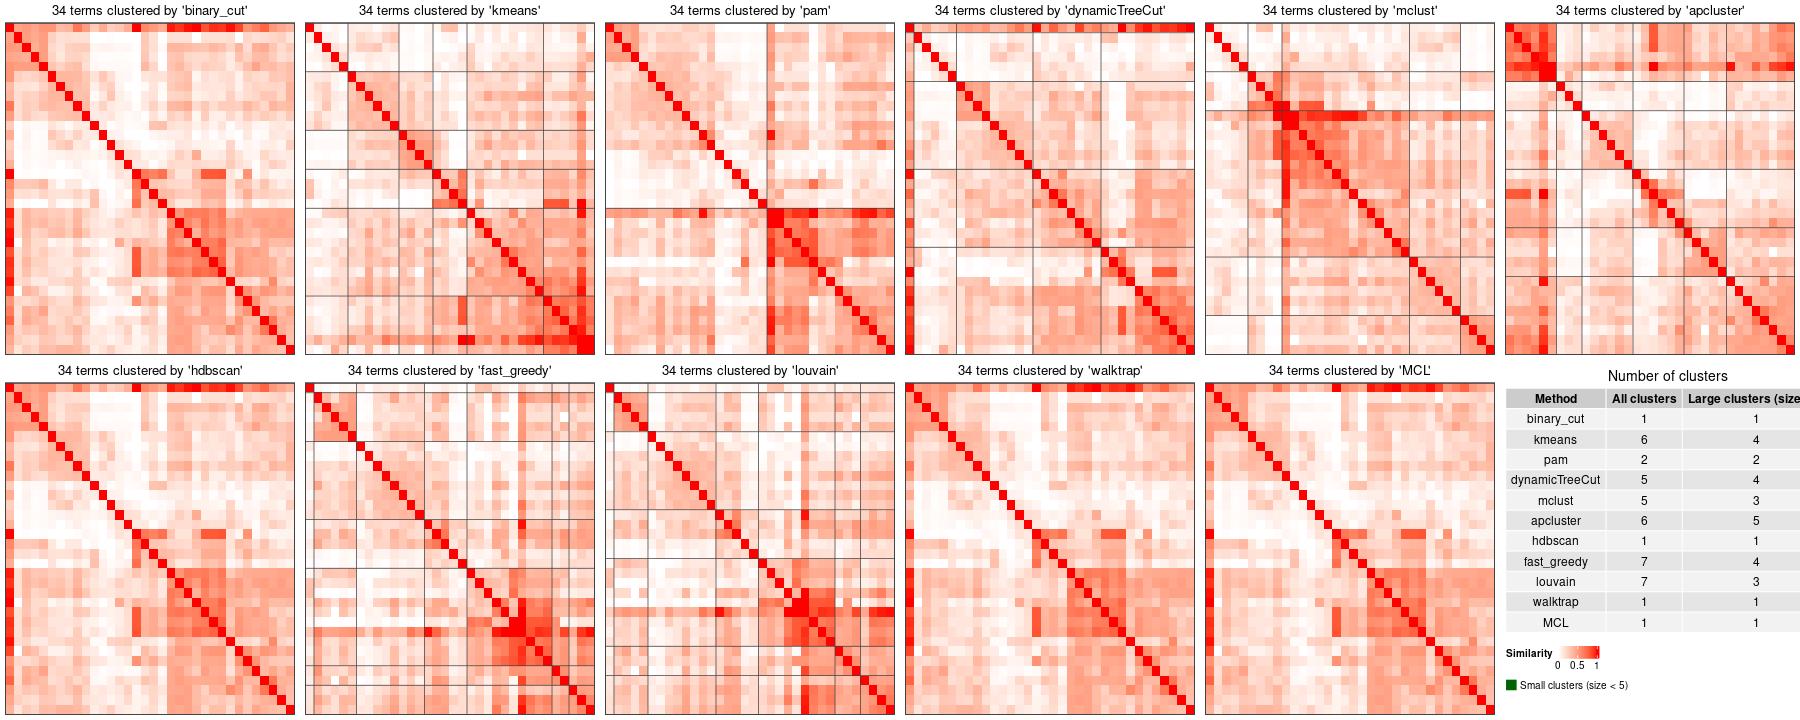 34 terms clustered by 'binary_cut'
34 terms clustered by 'kmeans'
34 terms clustered by 'pam'
34 terms clustered by 'dynamicTreeCut'
34 terms clustered by 'mclust'
34 terms clustered by 'apcluster'
34 terms clustered by 'hdbscan'
34 terms clustered by 'fast_greedy'
34 terms clustered by 'louvain'
34 terms clustered by 'walktrap'
34 terms clustered by 'MCL'
Number of clusters
Method All clusters Large clusters (size
binary_cut 1 1
kmeans 6 4
pam 2 2
dynamicTreeCut 5 4
mclust 5 3
apcluster 6 5
hdbscan 1 1
fast_greedy 7 4
louvain 7 3
walktrap 1 1
MCL 1 1
Similarity
0 0.5 1
Small clusters (size < 5)